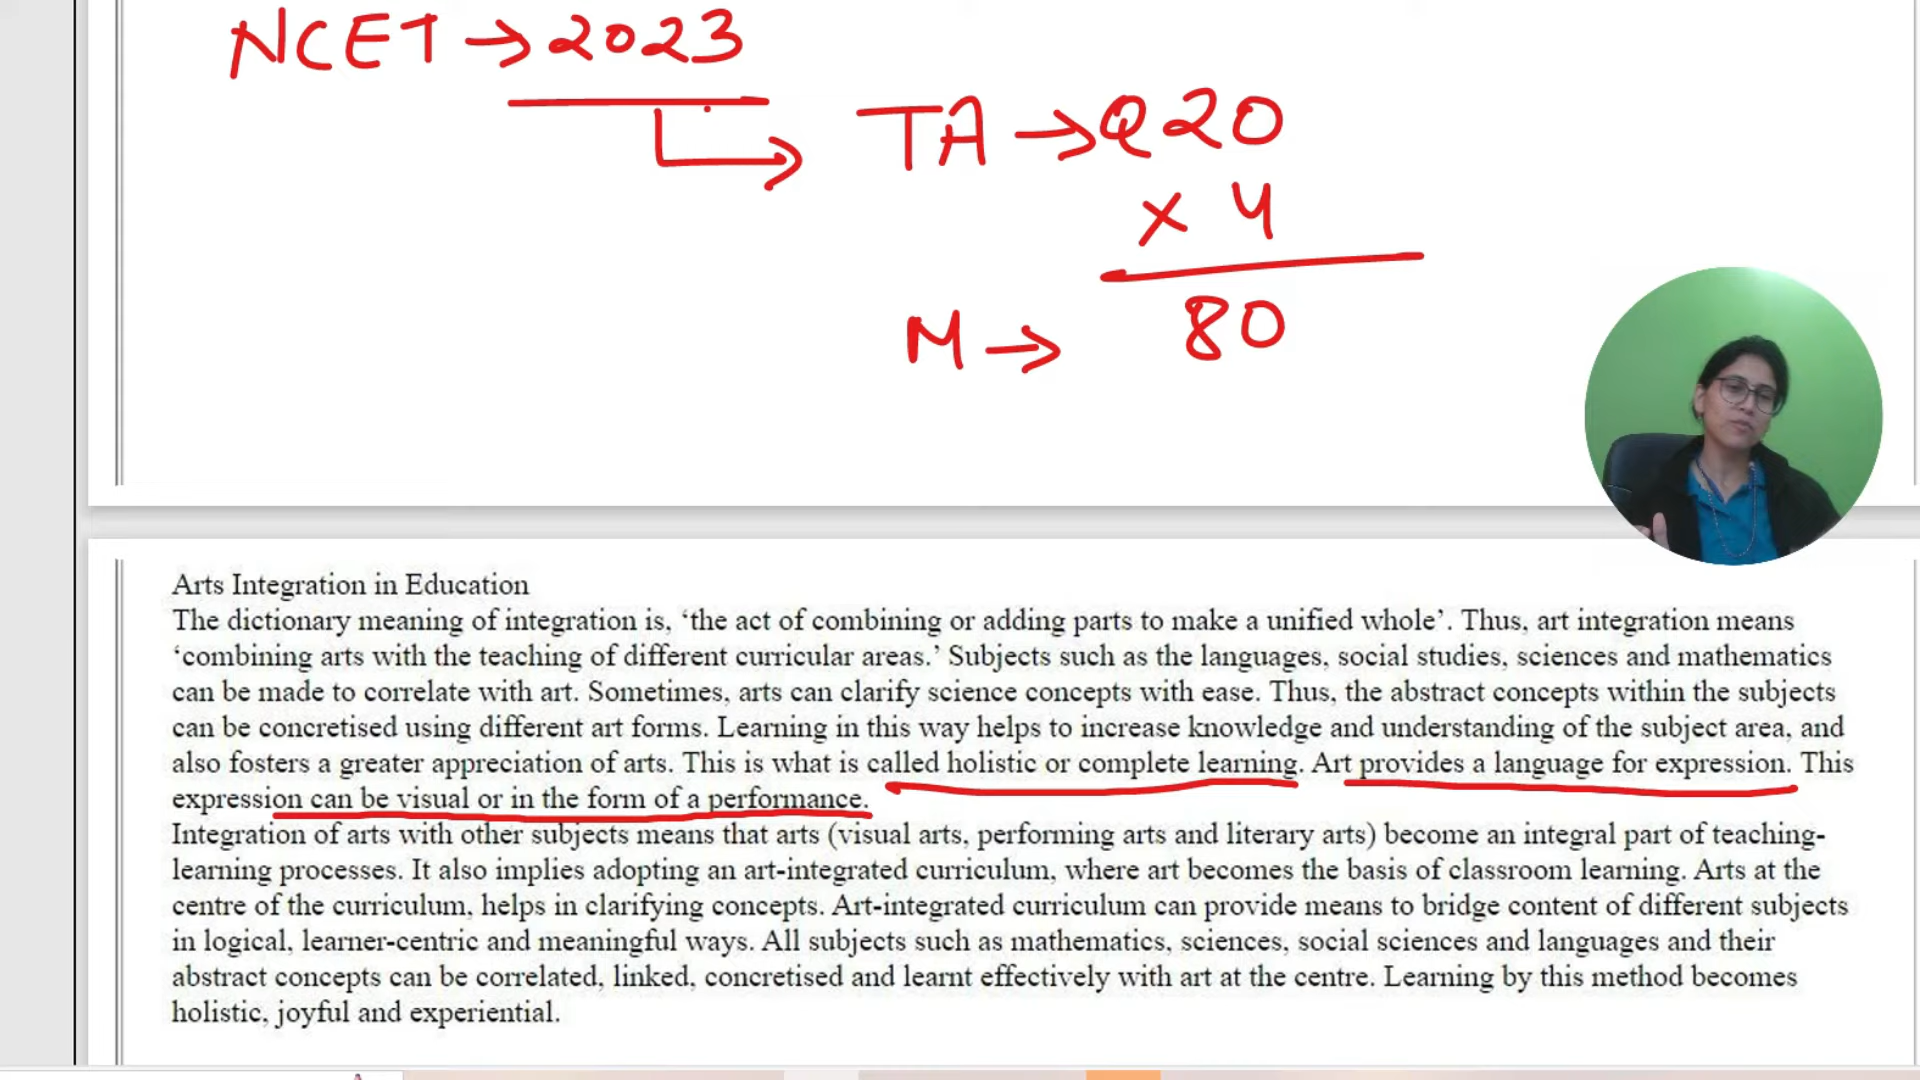 NCET → 2023
TA → Q 20
× 4
M → 80
Arts Integration in Education
The dictionary meaning of integration is, ‘the act of combining or adding parts to make a unified whole’. Thus, art integration means
‘combining arts with the teaching of different curricular areas.’ Subjects such as the languages, social studies, sciences and mathematics
can be made to correlate with art. Sometimes, arts can clarify science concepts with ease. Thus, the abstract concepts within the subjects
can be concretised using different art forms. Learning in this way helps to increase knowledge and understanding of the subject area, and
also fosters a greater appreciation of arts. This is what is called holistic or complete learning. Art provides a language for expression. This
expression can be visual or in the form of a performance.
Integration of arts with other subjects means that arts (visual arts, performing arts and literary arts) become an integral part of teaching-
learning processes. It also implies adopting an art-integrated curriculum, where art becomes the basis of classroom learning. Arts at the
centre of the curriculum, helps in clarifying concepts. Art-integrated curriculum can provide means to bridge content of different subjects
in logical, learner-centric and meaningful ways. All subjects such as mathematics, sciences, social sciences and languages and their
abstract concepts can be correlated, linked, concretised and learnt effectively with art at the centre. Learning by this method becomes
holistic, joyful and experiential.